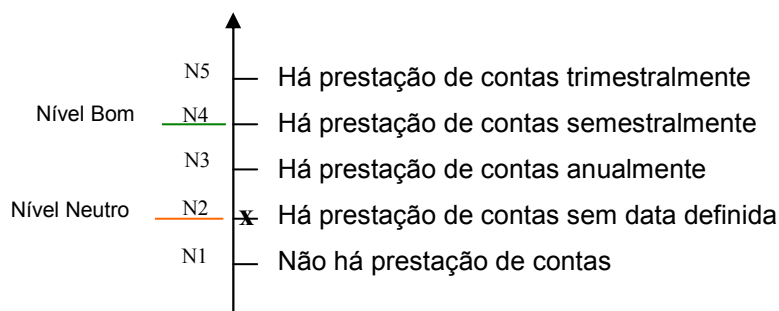 N5 Há prestação de contas trimestralmente
Nível Bom N4 Há prestação de contas semestralmente
N3 Há prestação de contas anualmente
Nível Neutro N2 x Há prestação de contas sem data definida
N1 Não há prestação de contas